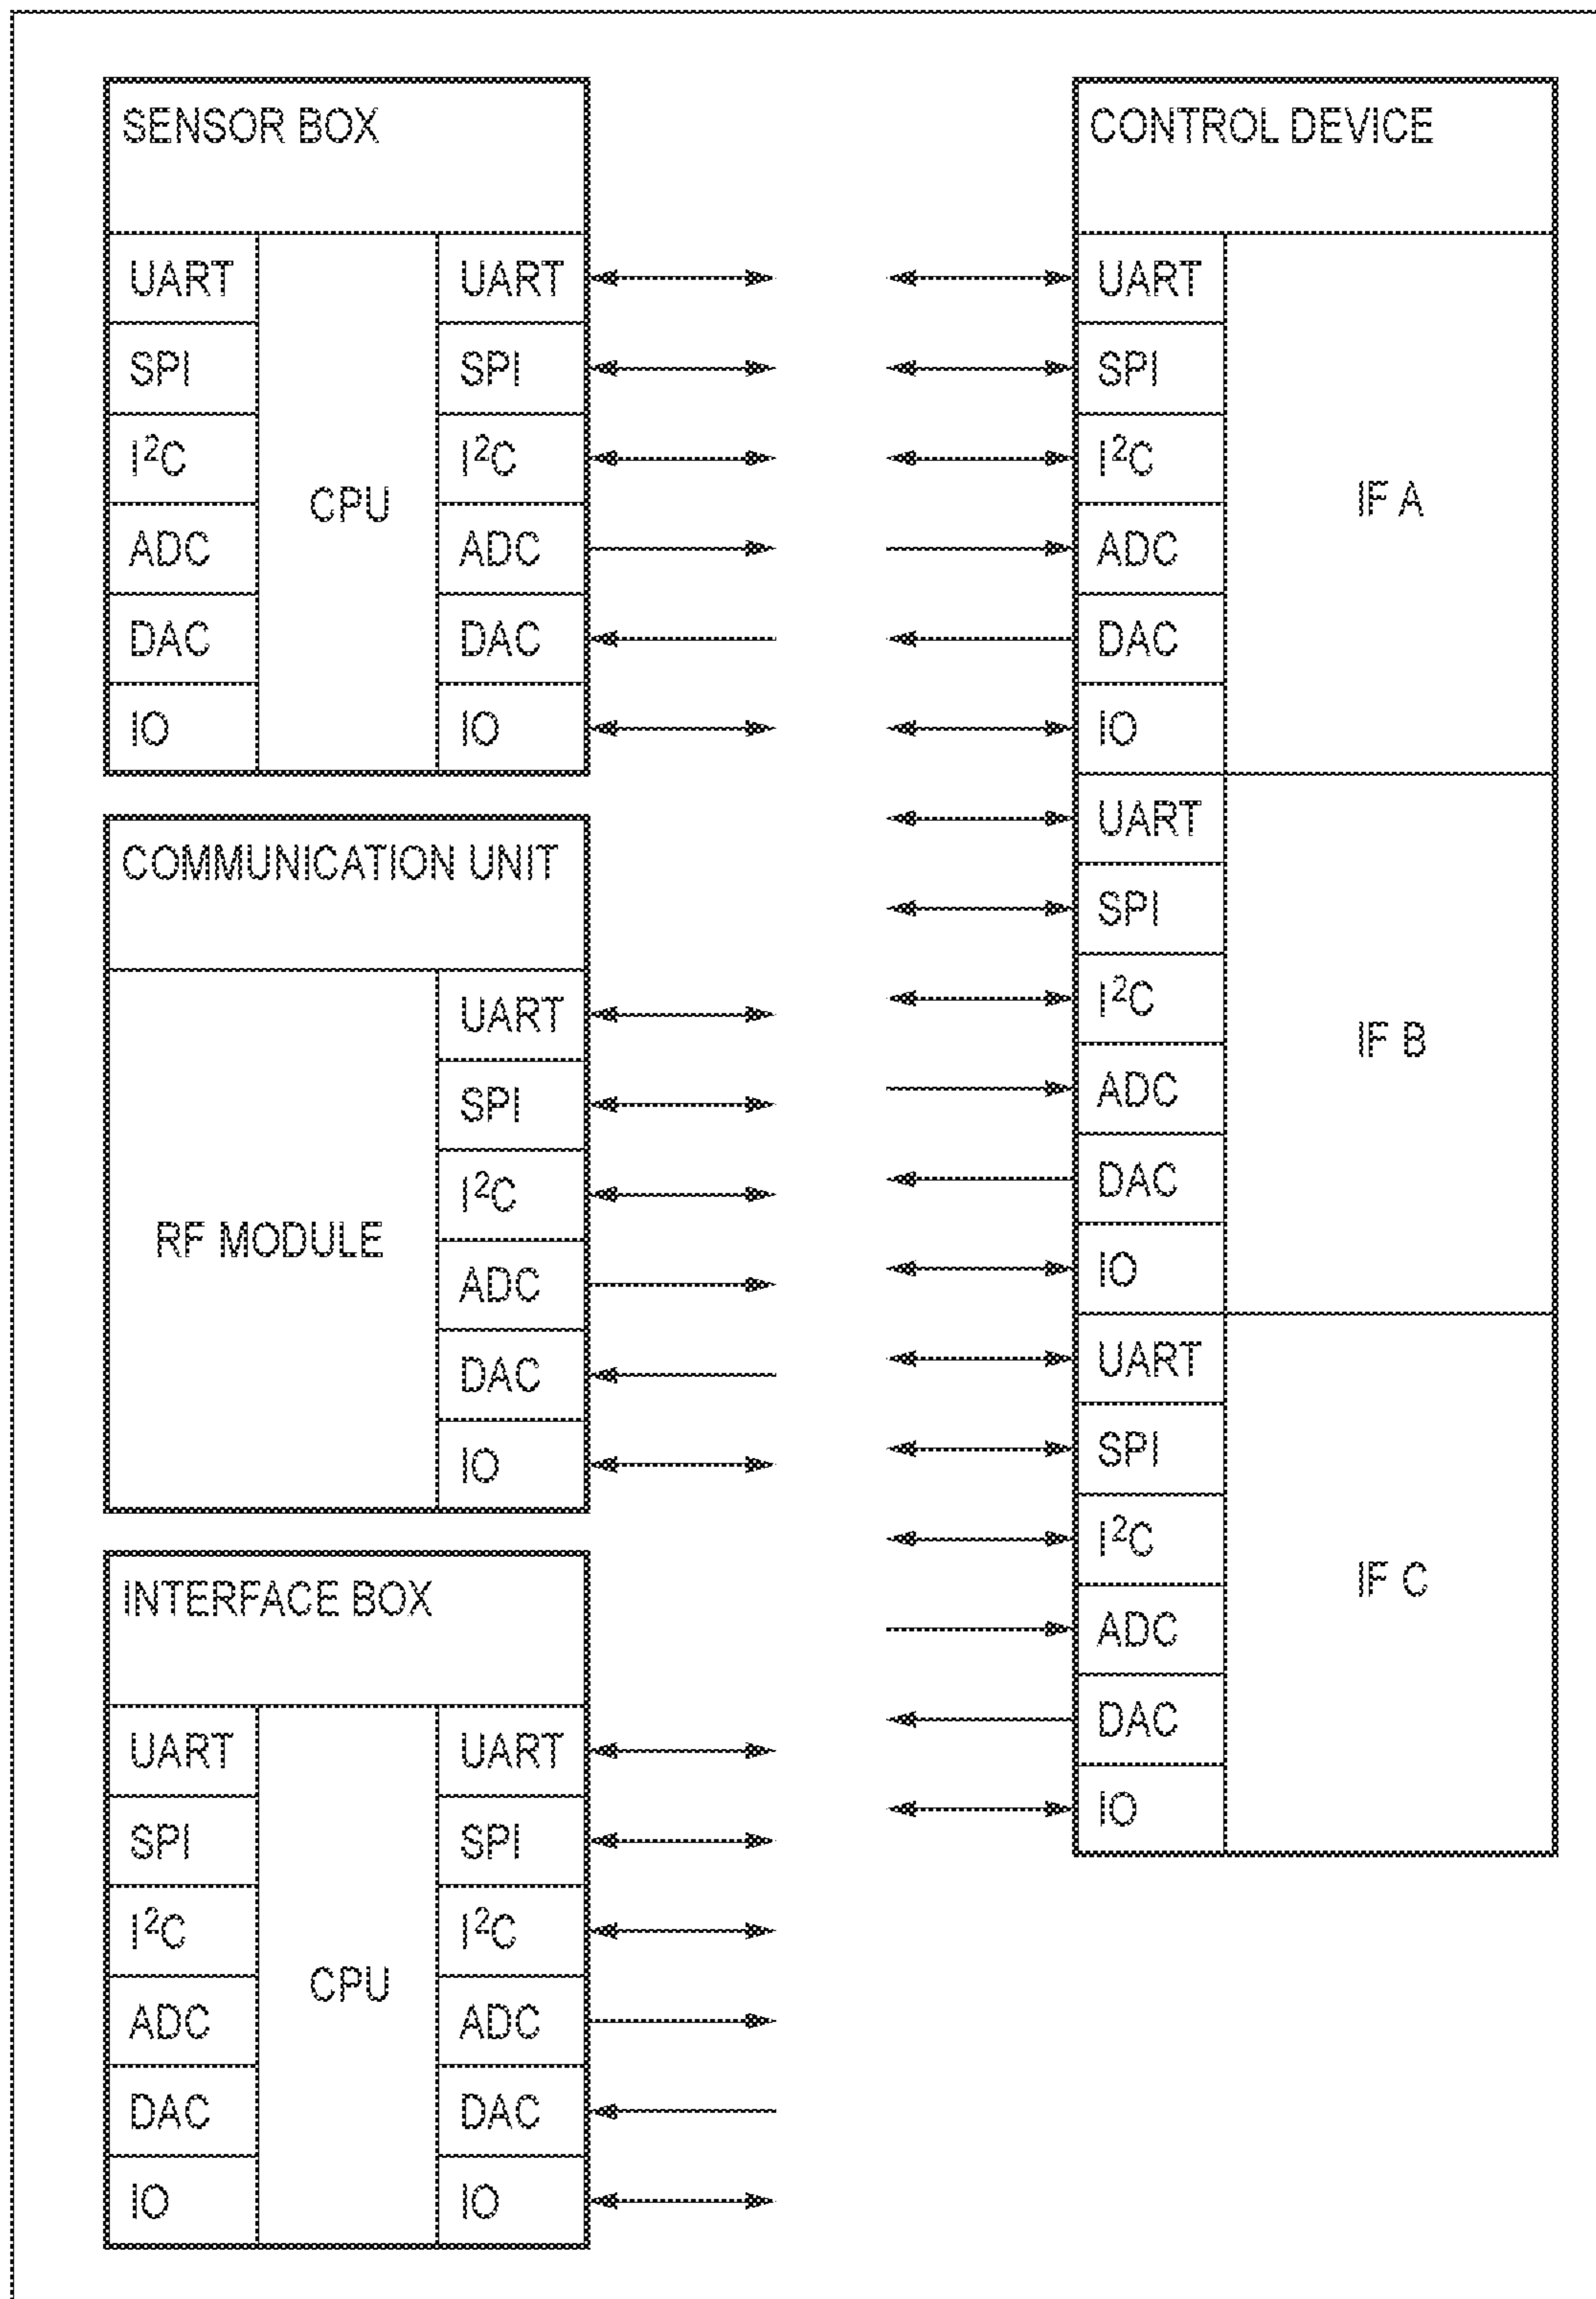 SENSOR BOX
UART
SPI
I²C
ADC
DAC
IO
CPU
UART
SPI
I²C
ADC
DAC
IO
COMMUNICATION UNIT
RF MODULE
UART
SPI
I²C
ADC
DAC
IO
INTERFACE BOX
UART
SPI
I²C
ADC
DAC
IO
CPU
UART
SPI
I²C
ADC
DAC
IO
CONTROL DEVICE
UART
SPI
I²C
ADC
DAC
IO
IF A
UART
SPI
I²C
ADC
DAC
IO
IF B
UART
SPI
I²C
ADC
DAC
IO
IF C